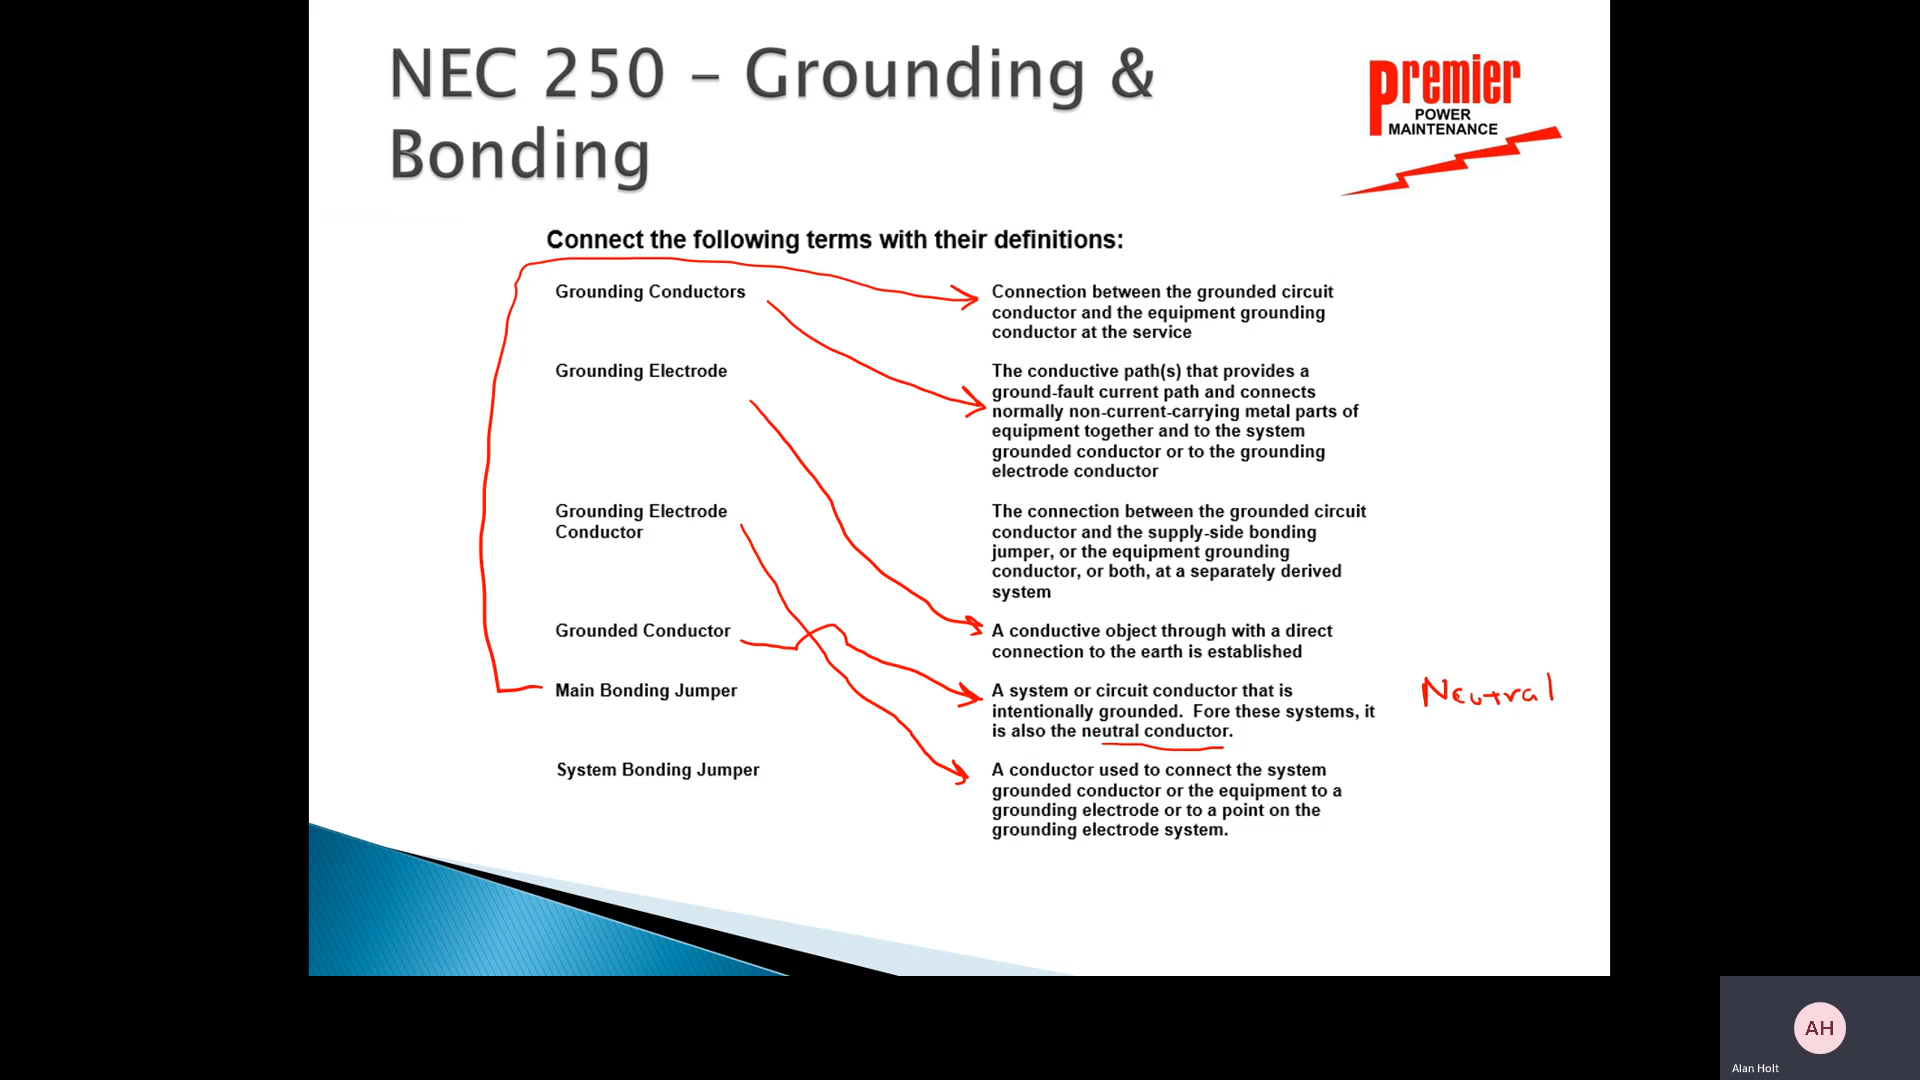 NEC 250 – Grounding &
Bonding
premier
POWER
MAINTENANCE
Connect the following terms with their definitions:
Grounding Conductors
Connection between the grounded circuit
conductor and the equipment grounding
conductor at the service
Grounding Electrode
The conductive path(s) that provides a
ground-fault current path and connects
normally non-current-carrying metal parts of
equipment together and to the system
grounded conductor or to the grounding
electrode conductor
Grounding Electrode
Conductor
The connection between the grounded circuit
conductor and the supply-side bonding
jumper, or the equipment grounding
conductor, or both, at a separately derived
system
Grounded Conductor
A conductive object through with a direct
connection to the earth is established
Main Bonding Jumper
A system or circuit conductor that is
intentionally grounded.  Fore these systems, it
is also the neutral conductor.
Neutral
System Bonding Jumper
A conductor used to connect the system
grounded conductor or the equipment to a
grounding electrode or to a point on the
grounding electrode system.
AH
Alan Holt